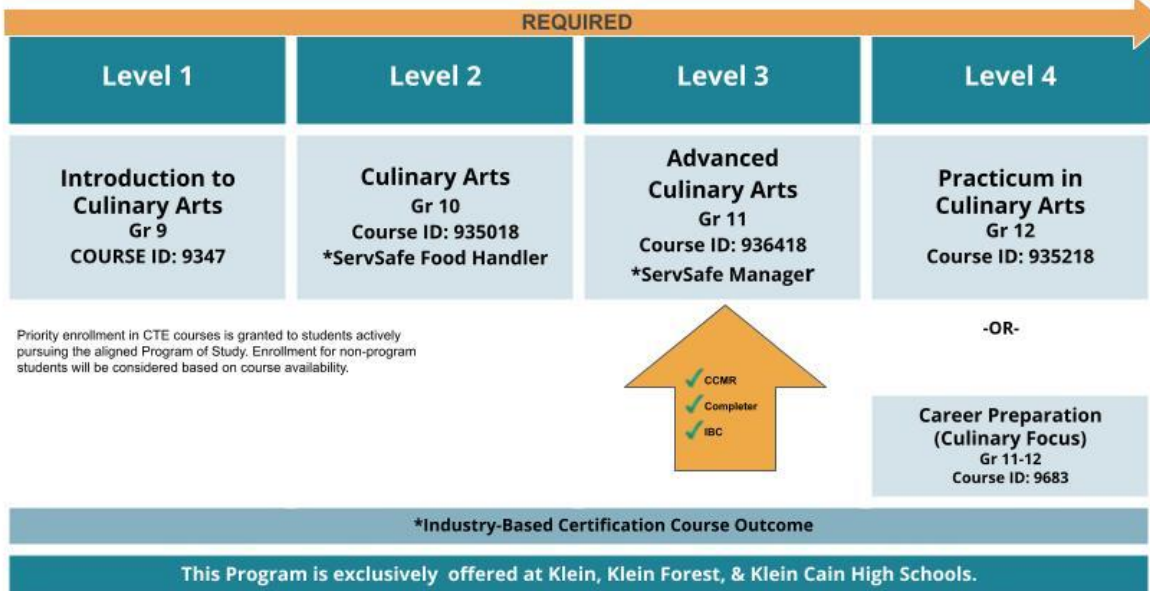 REQUIRED
Level 1
Level 2
Level 3
Level 4
Introduction to
Culinary Arts
Gr 9
COURSE ID: 9347
Culinary Arts
Gr 10
Course ID: 935018
*ServSafe Food Handler
Advanced
Culinary Arts
Gr 11
Course ID: 936418
*ServSafe Manager
Practicum in
Culinary Arts
Gr 12
Course ID: 935218
Priority enrollment in CTE courses is granted to students actively
pursuing the aligned Program of Study. Enrollment for non-program
students will be considered based on course availability.
CCMR
Completer
IBC
-OR-
Career Preparation
(Culinary Focus)
Gr 11-12
Course ID: 9683
*Industry-Based Certification Course Outcome
This Program is exclusively offered at Klein, Klein Forest, & Klein Cain High Schools.